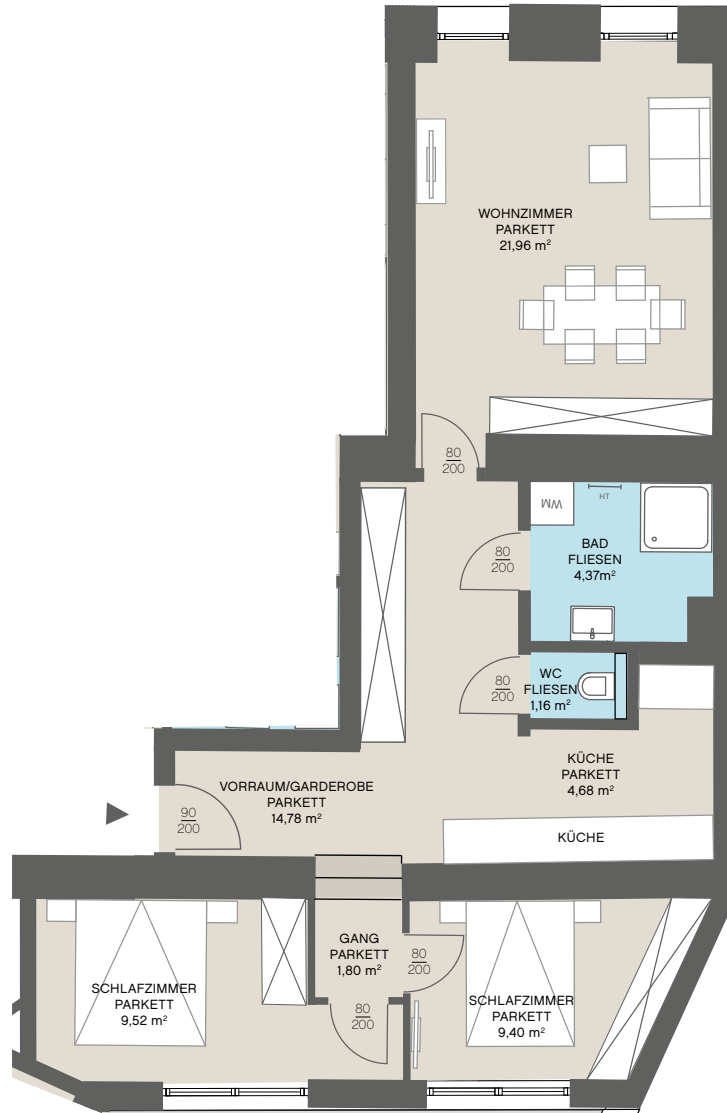 WOHNZIMMER
PARKETT
21,96 m²
80
200
WM
HT
BAD
FLIESEN
4,37m²
80
200
WC
FLIESEN
1,16 m²
80
200
KÜCHE
PARKETT
4,68 m²
VORRAUM/GARDEROBE
PARKETT
14,78 m²
90
200
KÜCHE
GANG
PARKETT
1,80 m²
80
200
SCHLAFZIMMER
PARKETT
9,52 m²
80
200
SCHLAFZIMMER
PARKETT
9,40 m²